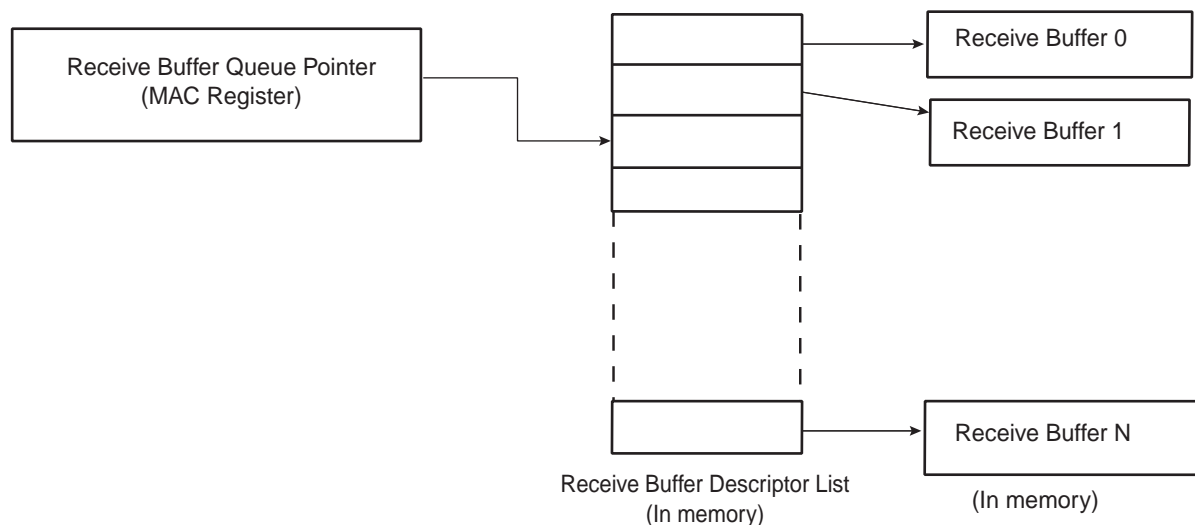 Receive Buffer Queue Pointer
(MAC Register)
Receive Buffer 0
Receive Buffer 1
Receive Buffer N
Receive Buffer Descriptor List
(In memory)
(In memory)